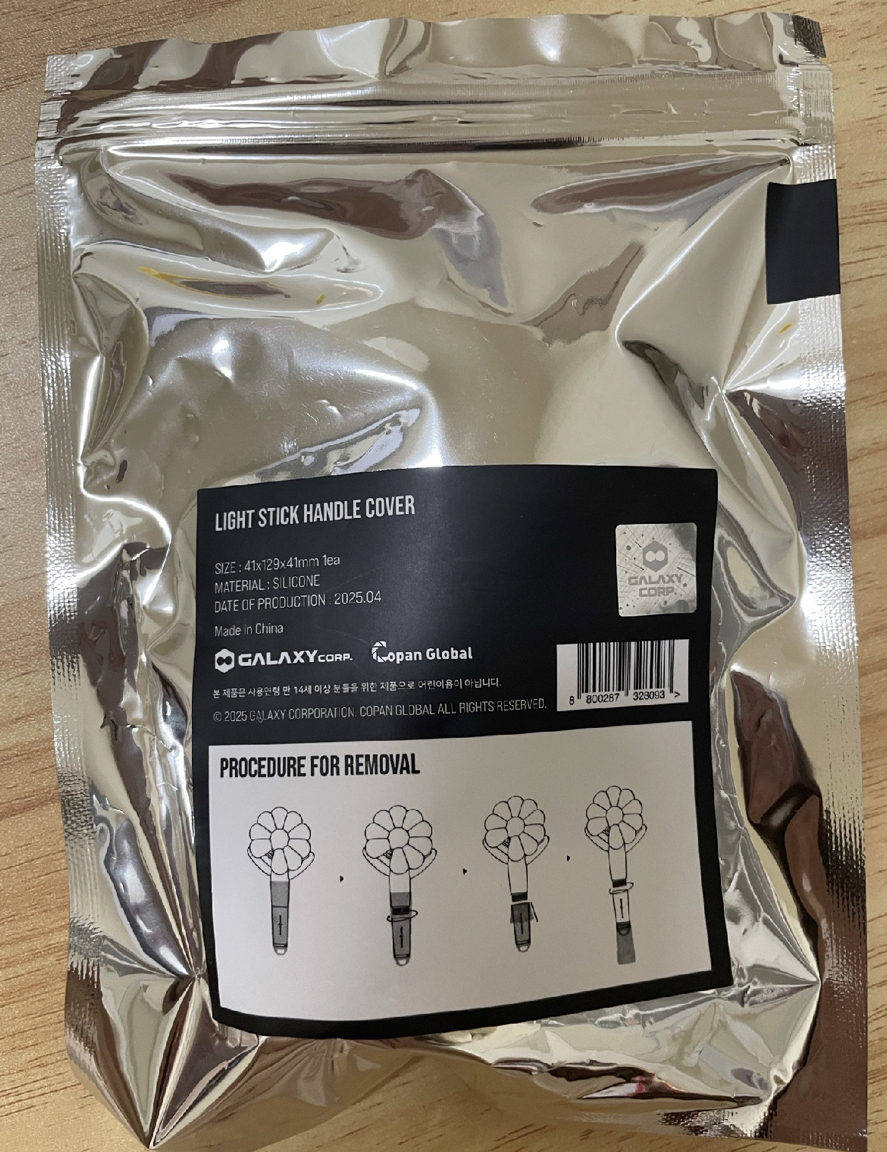 LIGHT STICK HANDLE COVER
SIZE : 41x129x41mm 1ea
MATERIAL : SILICONE
DATE OF PRODUCTION : 2025.04
Made in China
GALAXY CORP.
GALAXYCORP. Copan Global
본 제품은 사용연령 만 14세 이상 분들을 위한 제품으로 어린이용이 아닙니다.
8 800287 328093 >
© 2025 GALAXY CORPORATION. COPAN GLOBAL ALL RIGHTS RESERVED.
PROCEDURE FOR REMOVAL